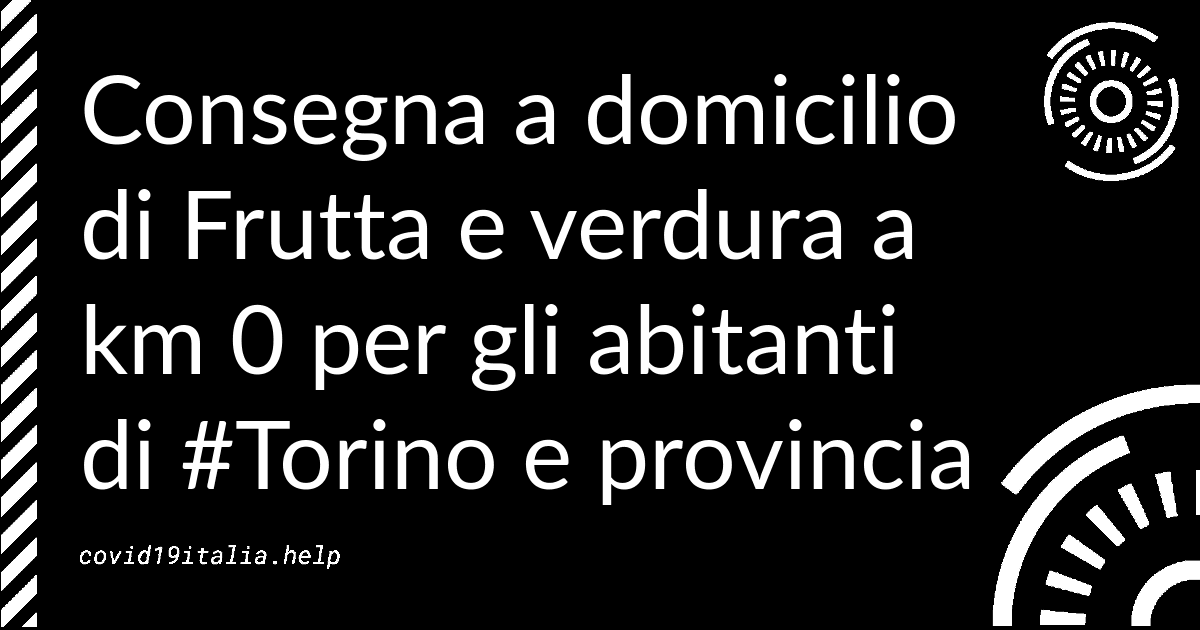 Consegna a domicilio
di Frutta e verdura a
km 0 per gli abitanti
di #Torino e provincia
covid19italia.help